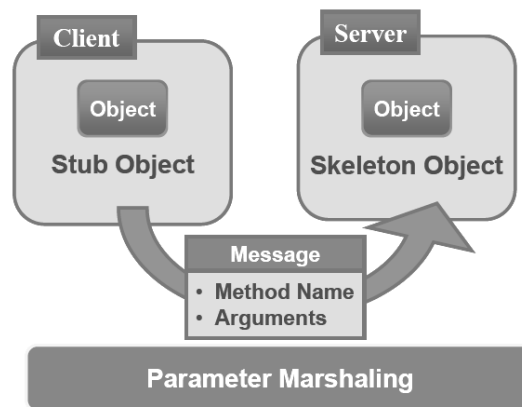 Client
Server
Object
Object
Stub Object
Skeleton Object
Message
• Method Name
• Arguments
Parameter Marshaling